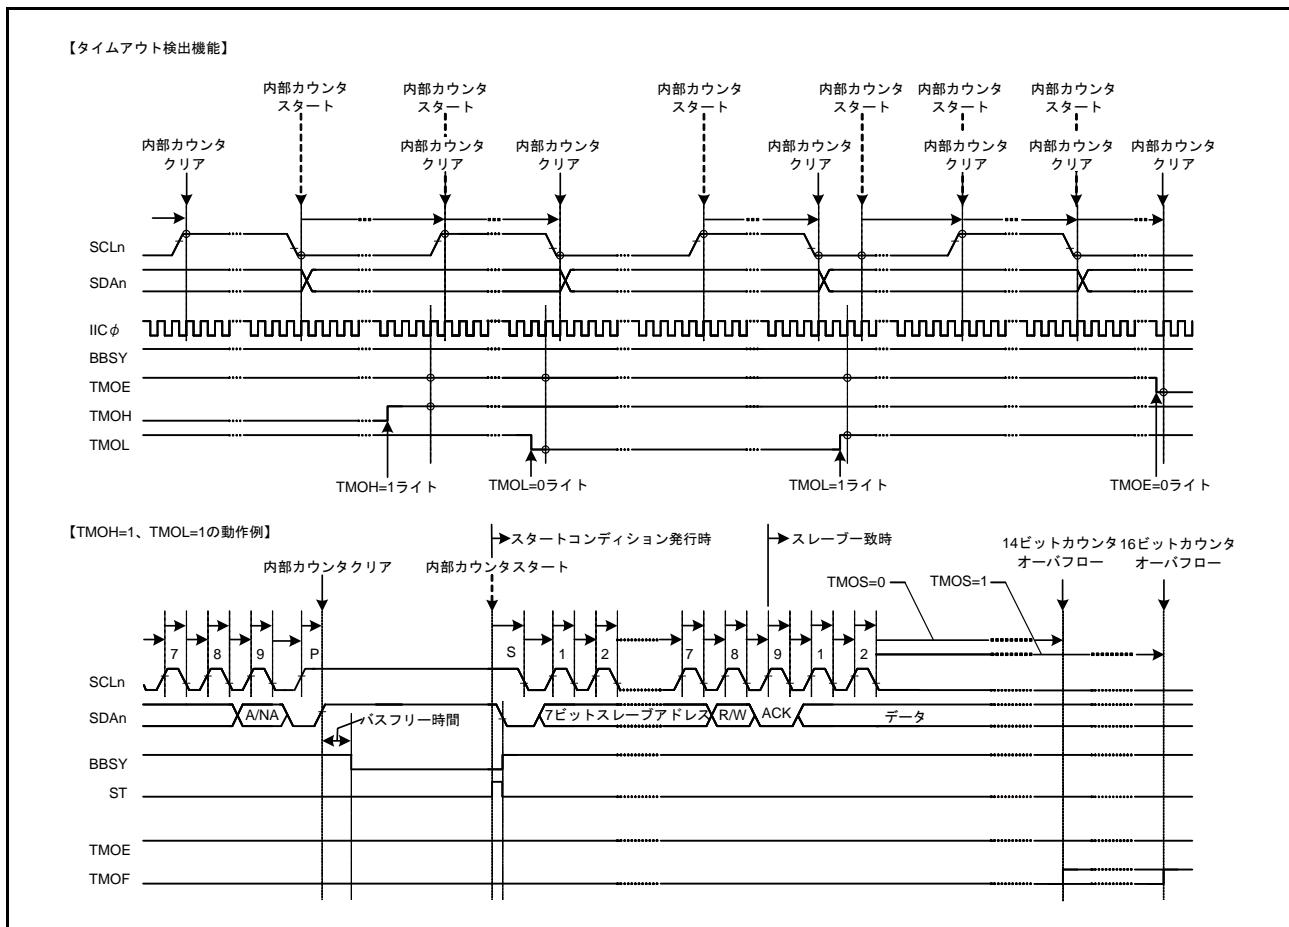 【タイムアウト検出機能】
内部カウンタ
スタート
内部カウンタ
スタート
内部カウンタ
スタート
内部カウンタ
スタート
内部カウンタ
スタート
内部カウンタ
スタート
内部カウンタ
クリア
内部カウンタ
クリア
内部カウンタ
クリア
内部カウンタ
クリア
内部カウンタ
クリア
内部カウンタ
クリア
内部カウンタ
クリア
SCLn
SDAn
IICφ
BBSY
TMOE
TMOH
TMOL
TMOH=1ライト
TMOL=0ライト
TMOL=1ライト
TMOE=0ライト
【TMOH=1、TMOL=1の動作例】
スタートコンディション発行時
スレーブ一致時
内部カウンタクリア
内部カウンタスタート
14ビットカウンタ
オーバフロー
16ビットカウンタ
オーバフロー
TMOS=0
TMOS=1
7 8 9 P S 1 2 7 8 9 1 2
SCLn
SDAn
A/NA
バスフリー時間
7ビットスレーブアドレス
R/W
ACK
データ
BBSY
ST
TMOE
TMOF